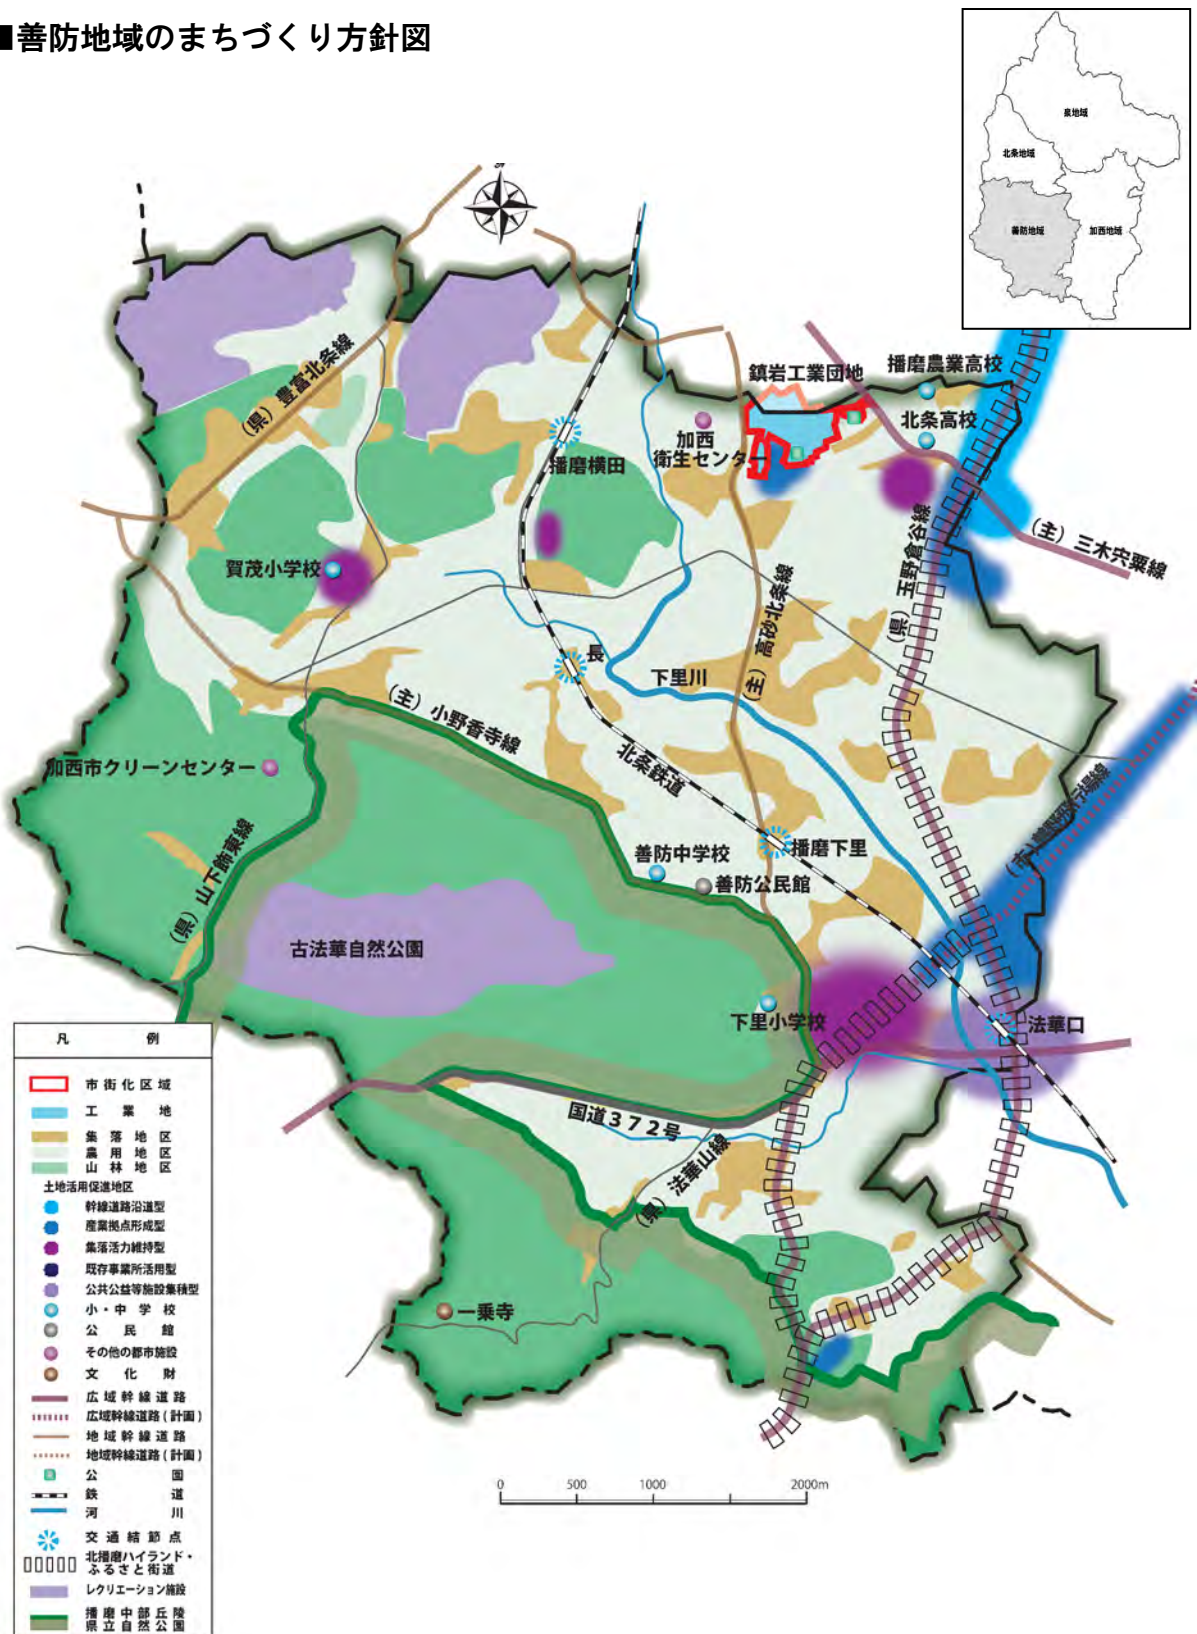 ■善防地域のまちづくり方針図
泉地域
北条地域
善防地域
加西地域
(県)豊富北条線
鎮岩工業団地
播磨農業高校
北条高校
加西
衛生センター
播磨横田
(主)三木宍粟線
(県)玉野倉谷線
賀茂小学校
(主)高砂北条線
長
下里川
(主)小野香寺線
北条鉄道
加西市クリーンセンター
(県)山下飾東線
善防中学校
播磨下里
善防公民館
古法華自然公園
下里小学校
法華口
国道372号
(県)法華山線
一乗寺
凡例
市街化区域
工業地
集落地区
農用地区
山林地区
土地活用促進地区
幹線道路沿道型
産業拠点形成型
集落活力維持型
既存事業所活用型
公共公益等施設集積型
小・中学校
公民館
その他の都市施設
文化財
広域幹線道路
広域幹線道路(計画)
地域幹線道路
地域幹線道路(計画)
公園
鉄道
河川
交通結節点
北播磨ハイランド・
ふるさと街道
レクリエーション施設
播磨中部丘陵
県立自然公園
0 500 1000 2000m